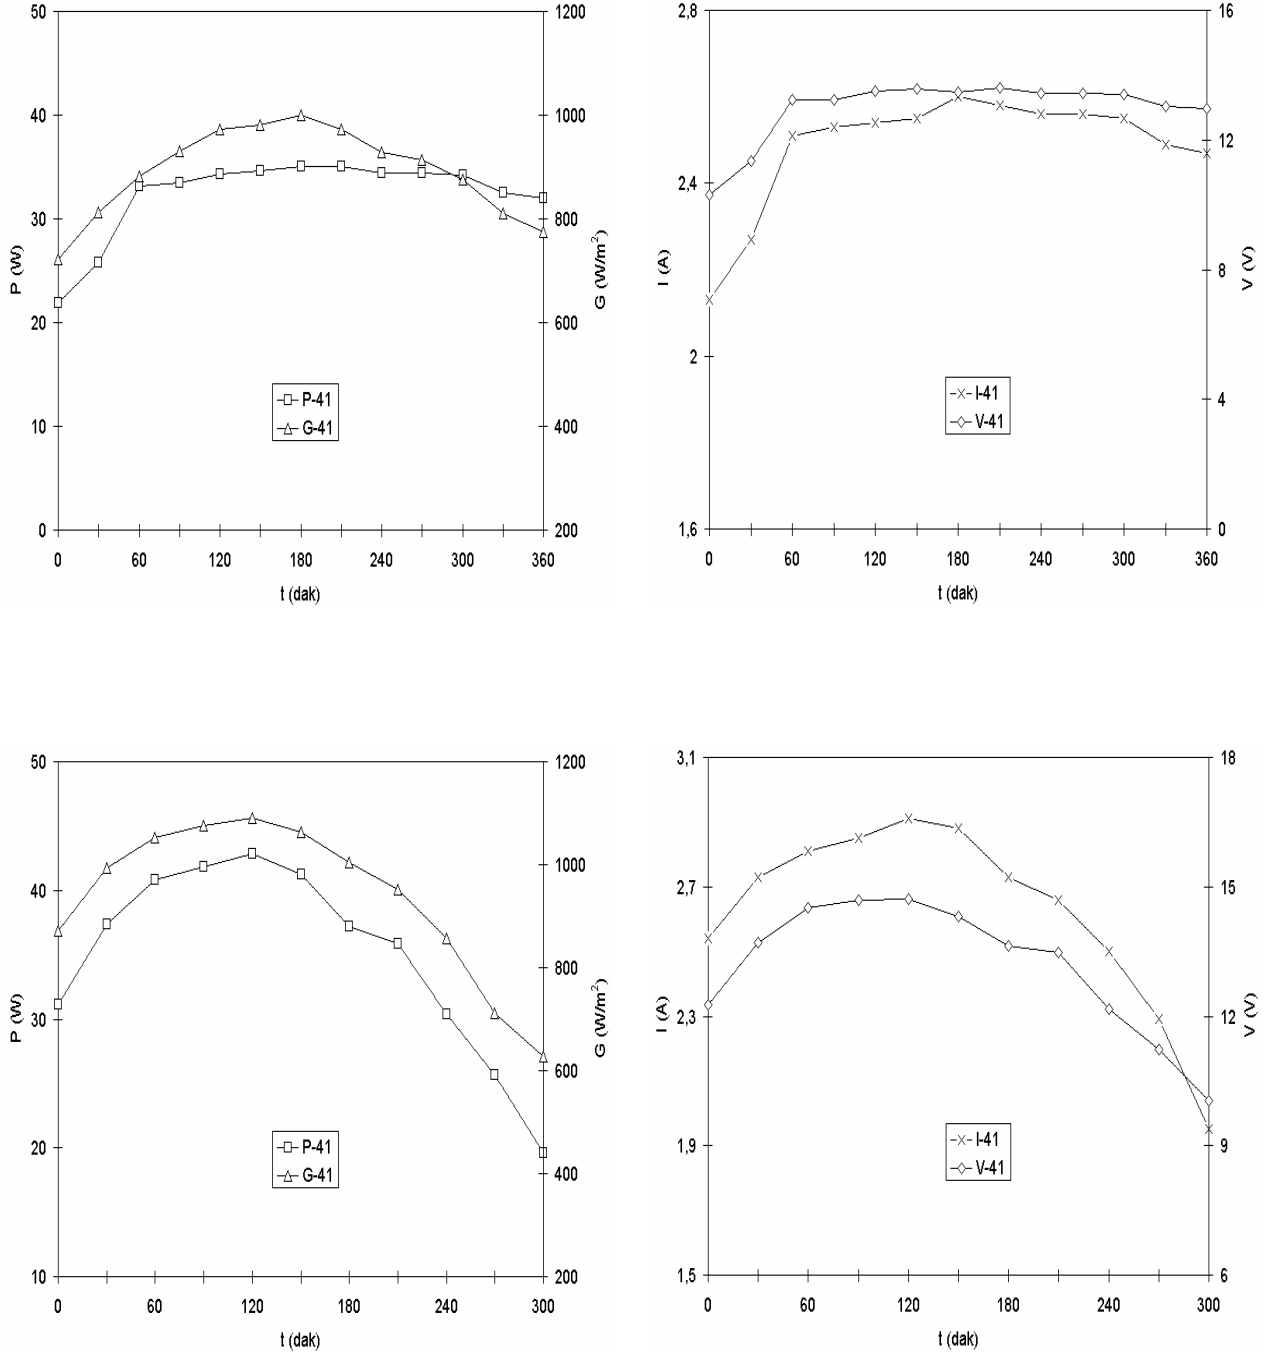 50
40
30
20
10
0
P (W)
1200
1000
800
600
400
200
G (W/m²)
P-41
G-41
0 60 120 180 240 300 360
t (dak)
2,8
2,4
2
1,6
I (A)
16
12
8
4
0
V (V)
I-41
V-41
0 60 120 180 240 300 360
t (dak)
50
40
30
20
10
P (W)
1200
1000
800
600
400
200
G (W/m²)
P-41
G-41
0 60 120 180 240 300
t (dak)
3,1
2,7
2,3
1,9
1,5
I (A)
18
15
12
9
6
V (V)
I-41
V-41
0 60 120 180 240 300
t (dak)